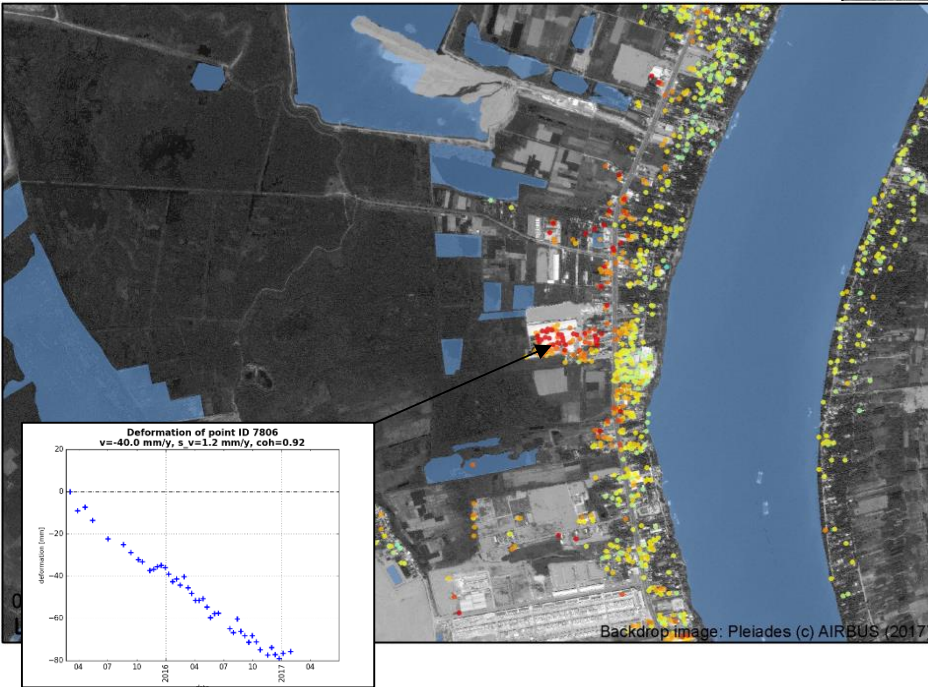 Deformation of point ID 7806
v=-40.0 mm/y, s_v=1.2 mm/y, coh=0.92
20
0
−20
−40
−60
−80
deformation [mm]
04 07 10 2016 04 07 10 2017 04
Backdrop image: Pleiades (c) AIRBUS (2017